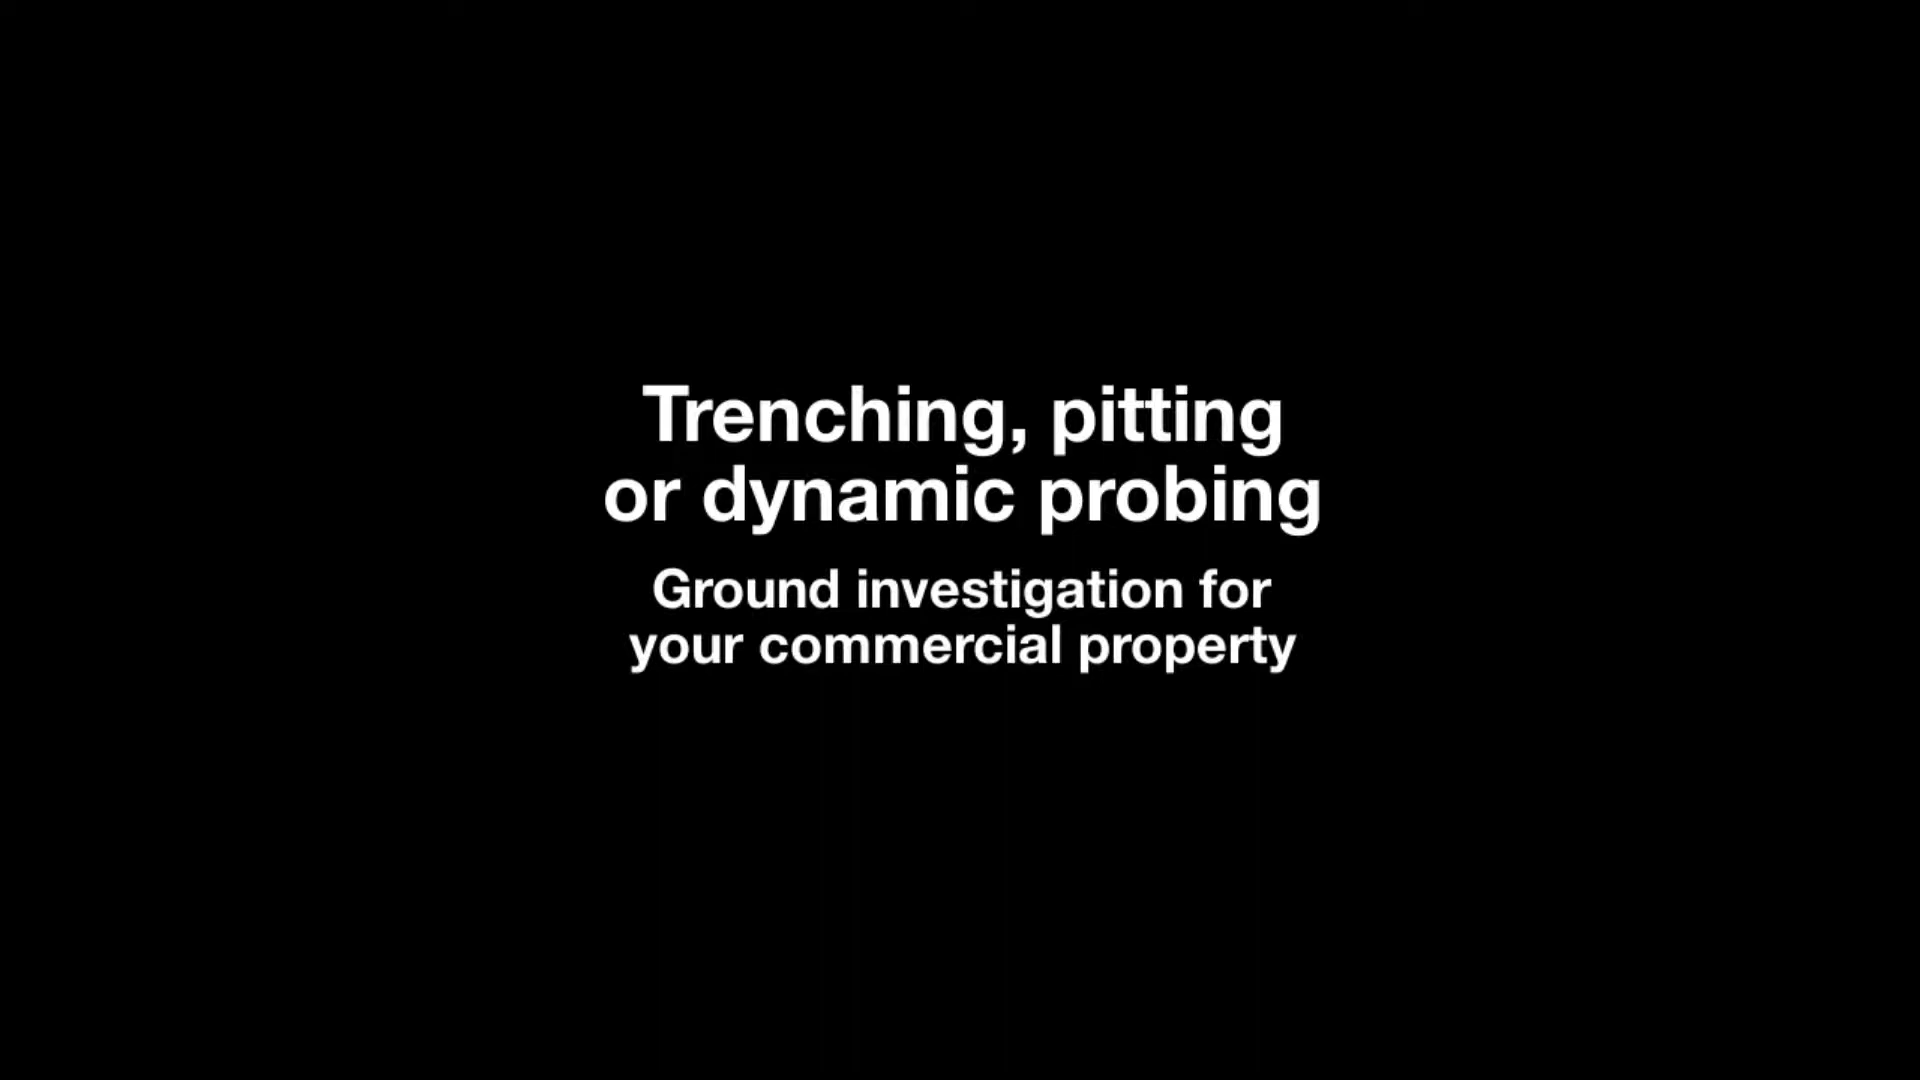 Trenching, pitting
or dynamic probing
Ground investigation for
your commercial property